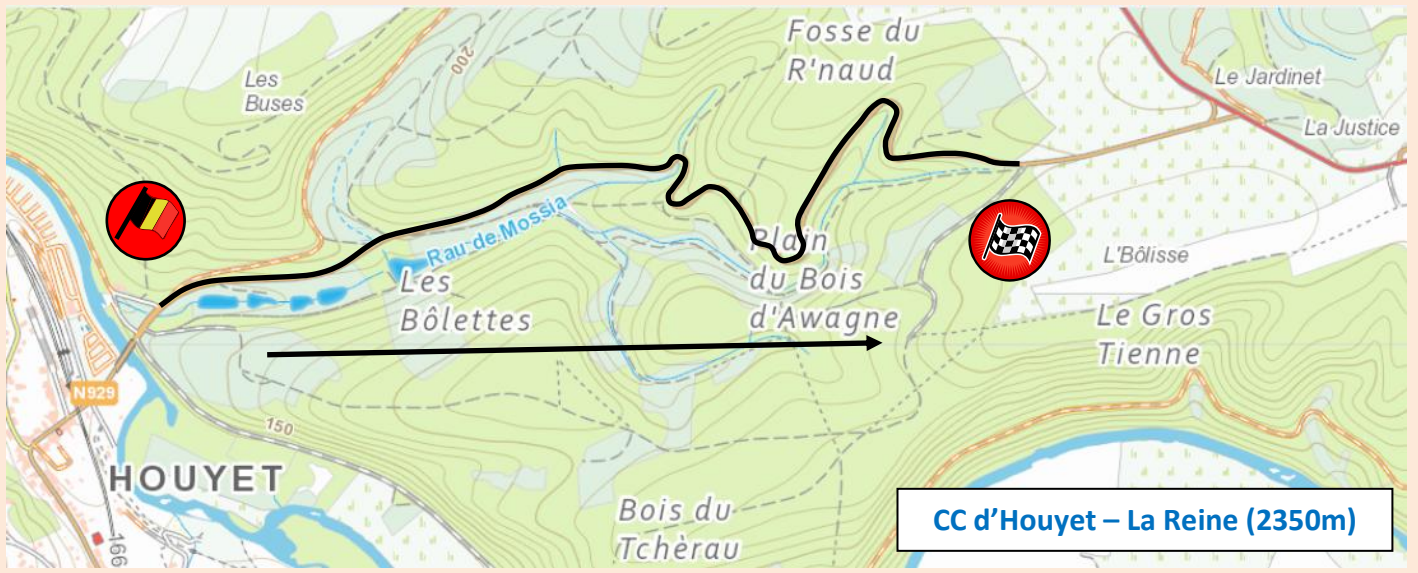 Fosse du
R'naud
200
Les
Buses
Le Jardinet
La Justice
Rau de Mossia
Plain
du Bois
d'Awagne
L'Bôlisse
Les
Bôlettes
Le Gros
Tienne
N929
150
HOUYET
Bois du
Tchèrau
166
CC d'Houyet – La Reine (2350m)